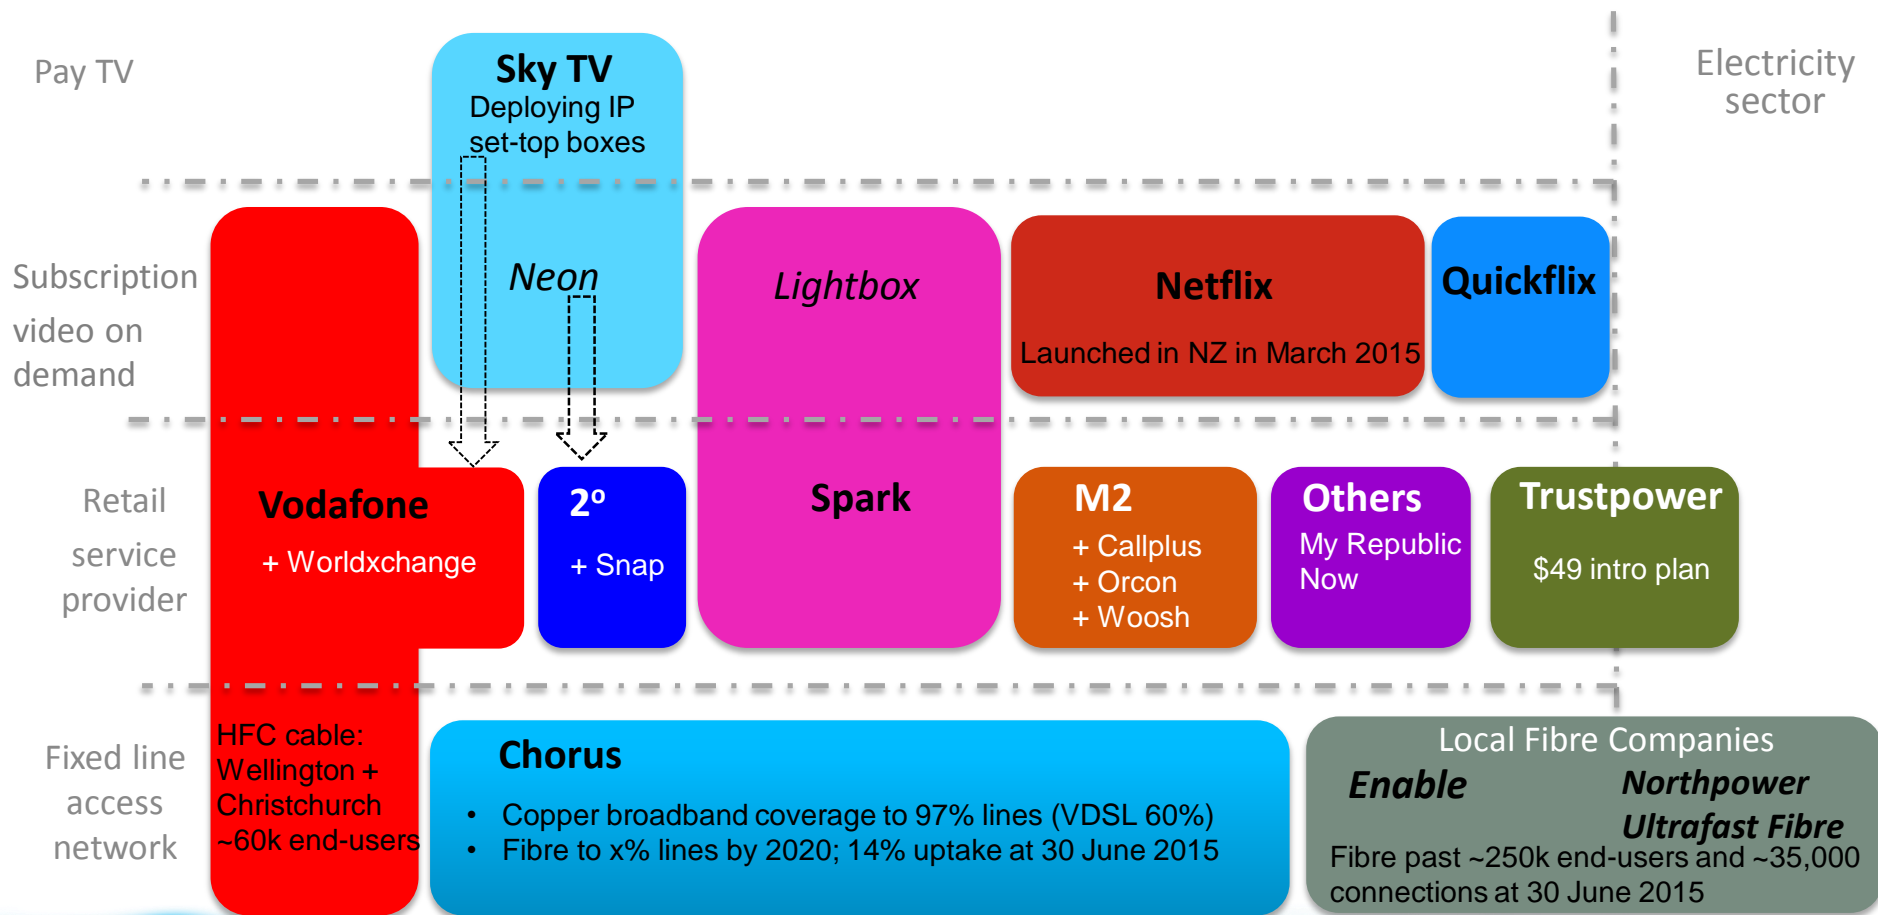 Pay TV
Sky TV
Deploying IP
set-top boxes
Electricity
sector
Subscription
video on
demand
Neon
Lightbox
Netflix
Launched in NZ in March 2015
Quickflix
Retail
service
provider
Vodafone
+ Worldxchange
2º
+ Snap
Spark
M2
+ Callplus
+ Orcon
+ Woosh
Others
My Republic
Now
Trustpower
$49 intro plan
Fixed line
access
network
HFC cable:
Wellington +
Christchurch
~60k end-users
Chorus
• Copper broadband coverage to 97% lines (VDSL 60%)
• Fibre to x% lines by 2020; 14% uptake at 30 June 2015
Local Fibre Companies
Enable
Northpower
Ultrafast Fibre
Fibre past ~250k end-users and ~35,000
connections at 30 June 2015